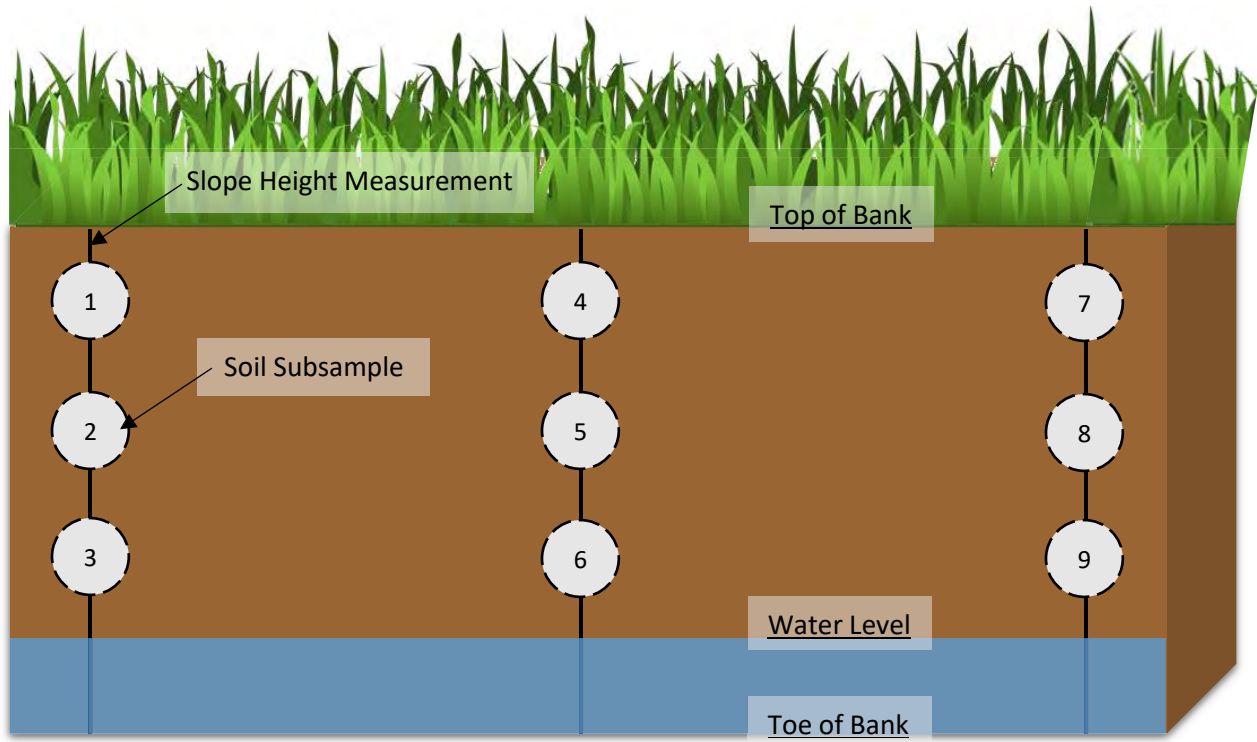 Slope Height Measurement
Top of Bank
1
4
7
Soil Subsample
2
5
8
3
6
9
Water Level
Toe of Bank